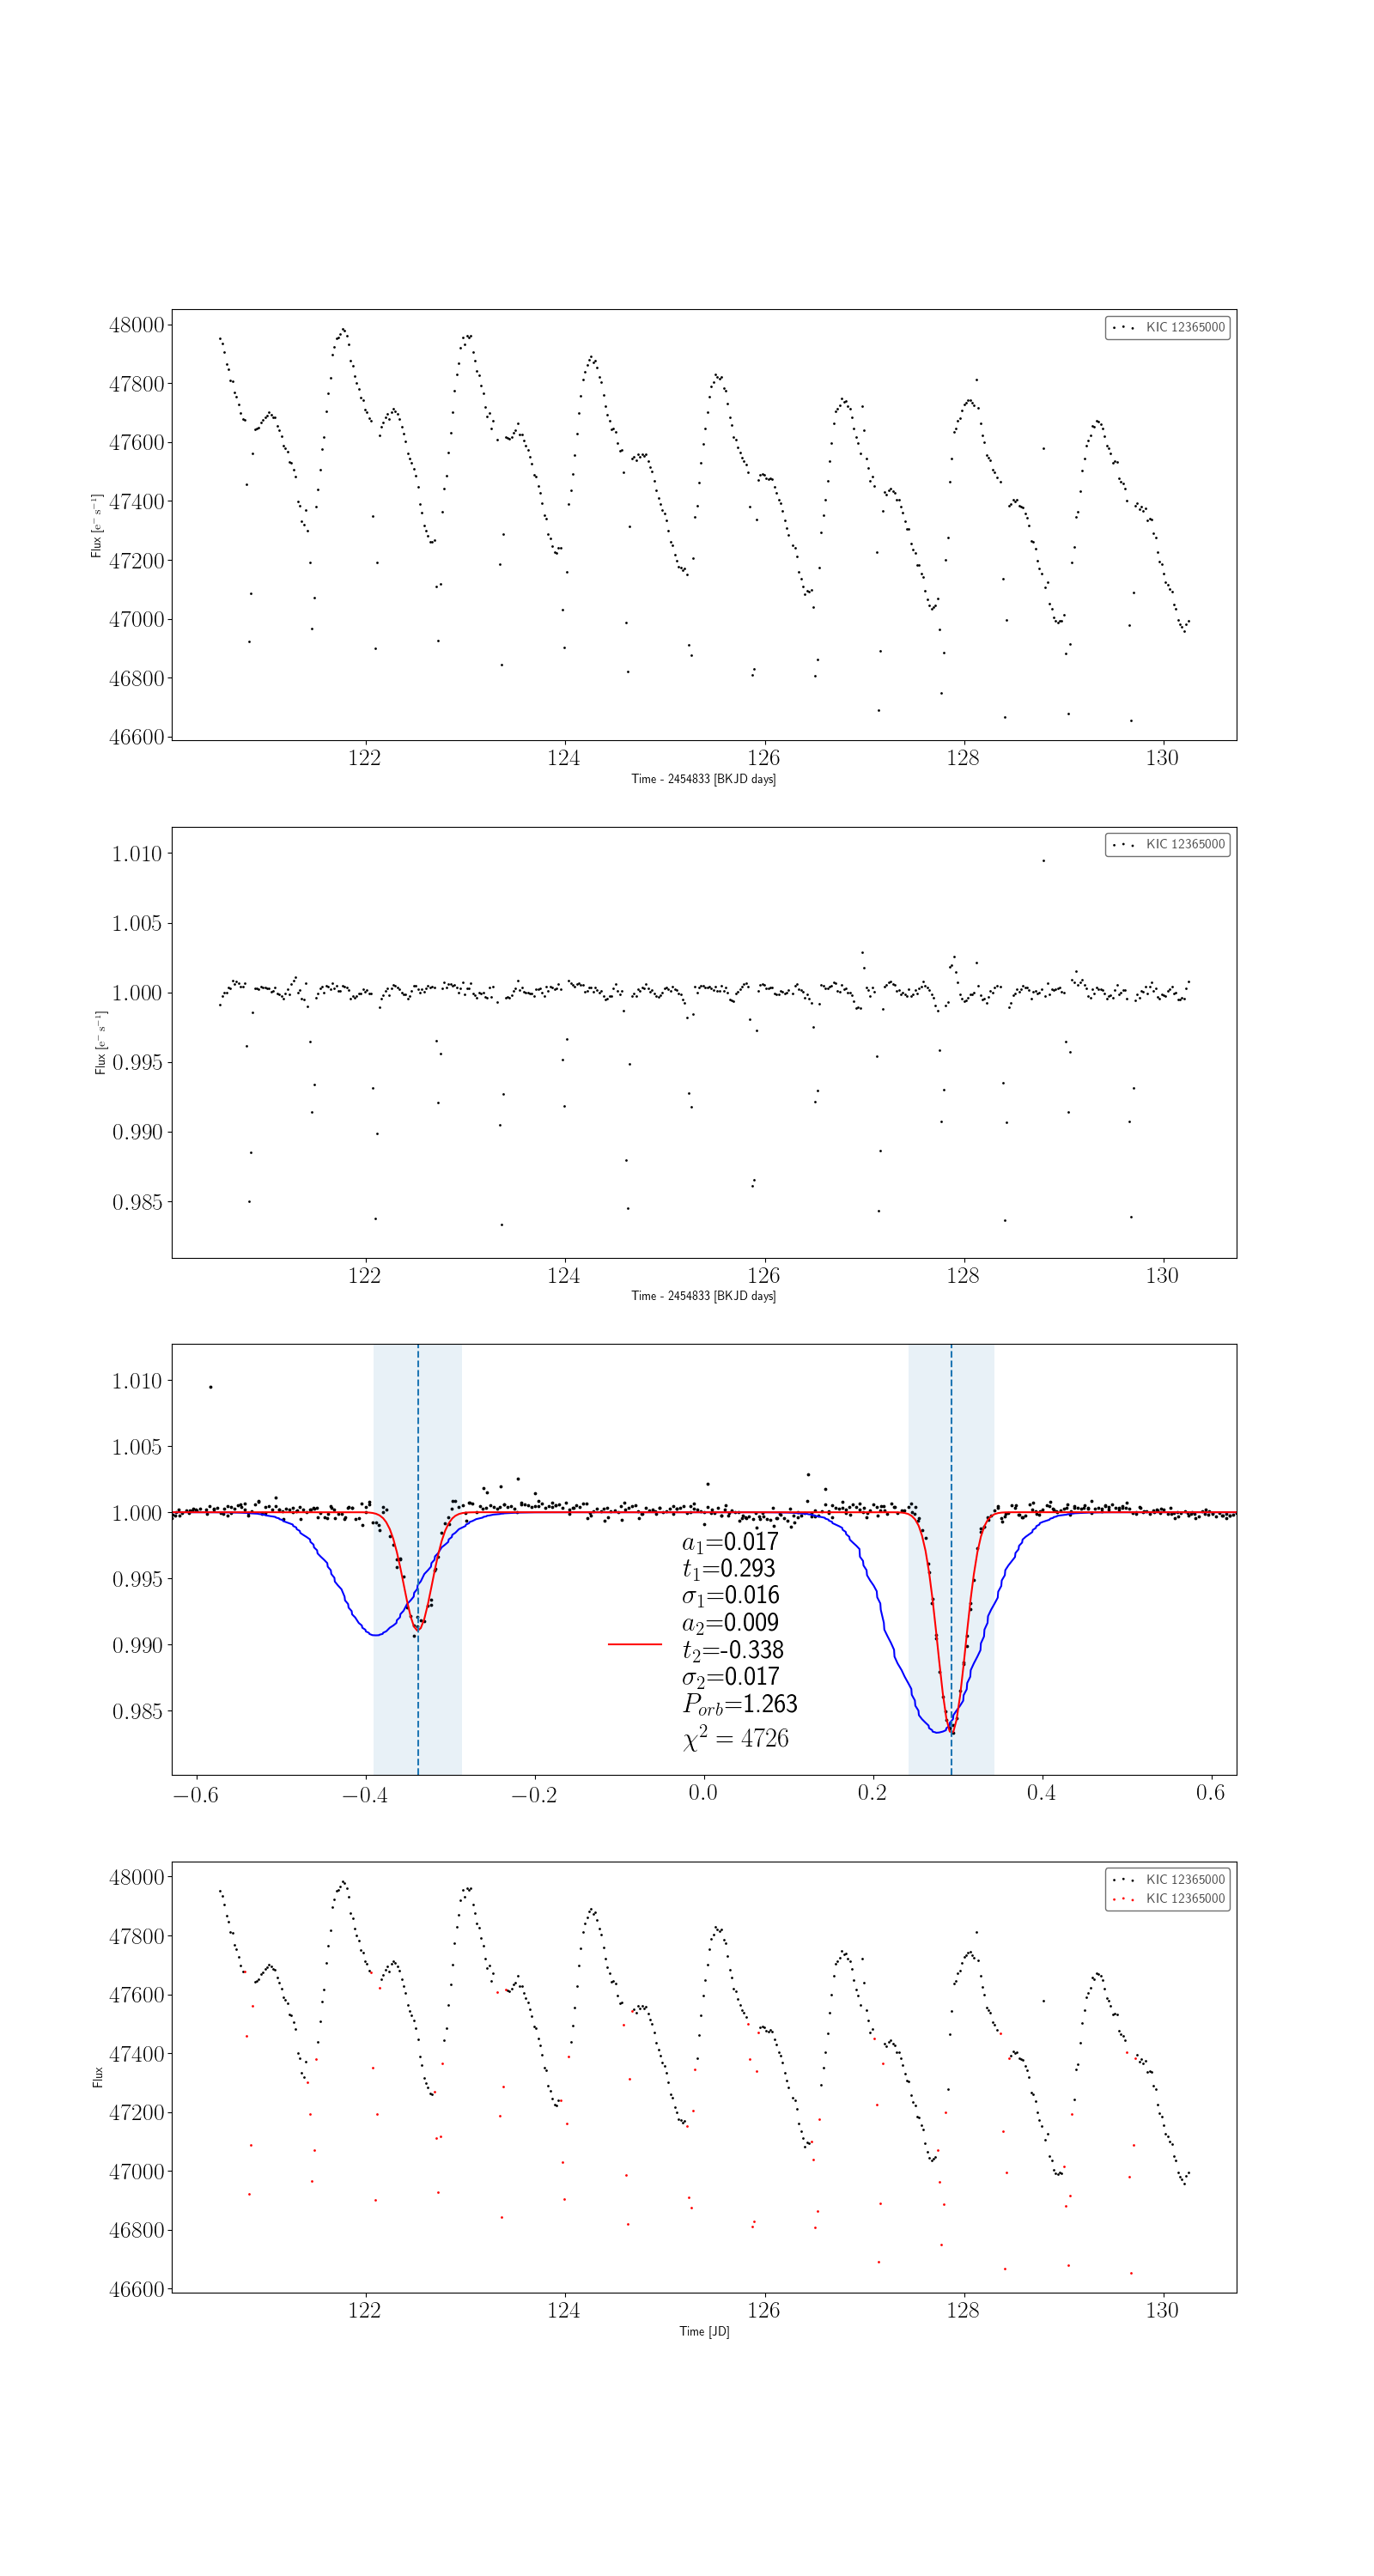 KIC 12365000
48000
47800
47600
47400
47200
47000
46800
46600
Flux [e⁻ s⁻¹]
122 124 126 128 130
Time - 2454833 [BKJD days]
KIC 12365000
1.010
1.005
1.000
0.995
0.990
0.985
Flux [e⁻ s⁻¹]
122 124 126 128 130
Time - 2454833 [BKJD days]
1.010
1.005
1.000
0.995
0.990
0.985
a₁=0.017
t₁=0.293
σ₁=0.016
a₂=0.009
t₂=-0.338
σ₂=0.017
Pₒᵣb=1.263
χ² = 4726
−0.6 −0.4 −0.2 0.0 0.2 0.4 0.6
KIC 12365000
KIC 12365000
48000
47800
47600
47400
47200
47000
46800
46600
Flux
122 124 126 128 130
Time [JD]